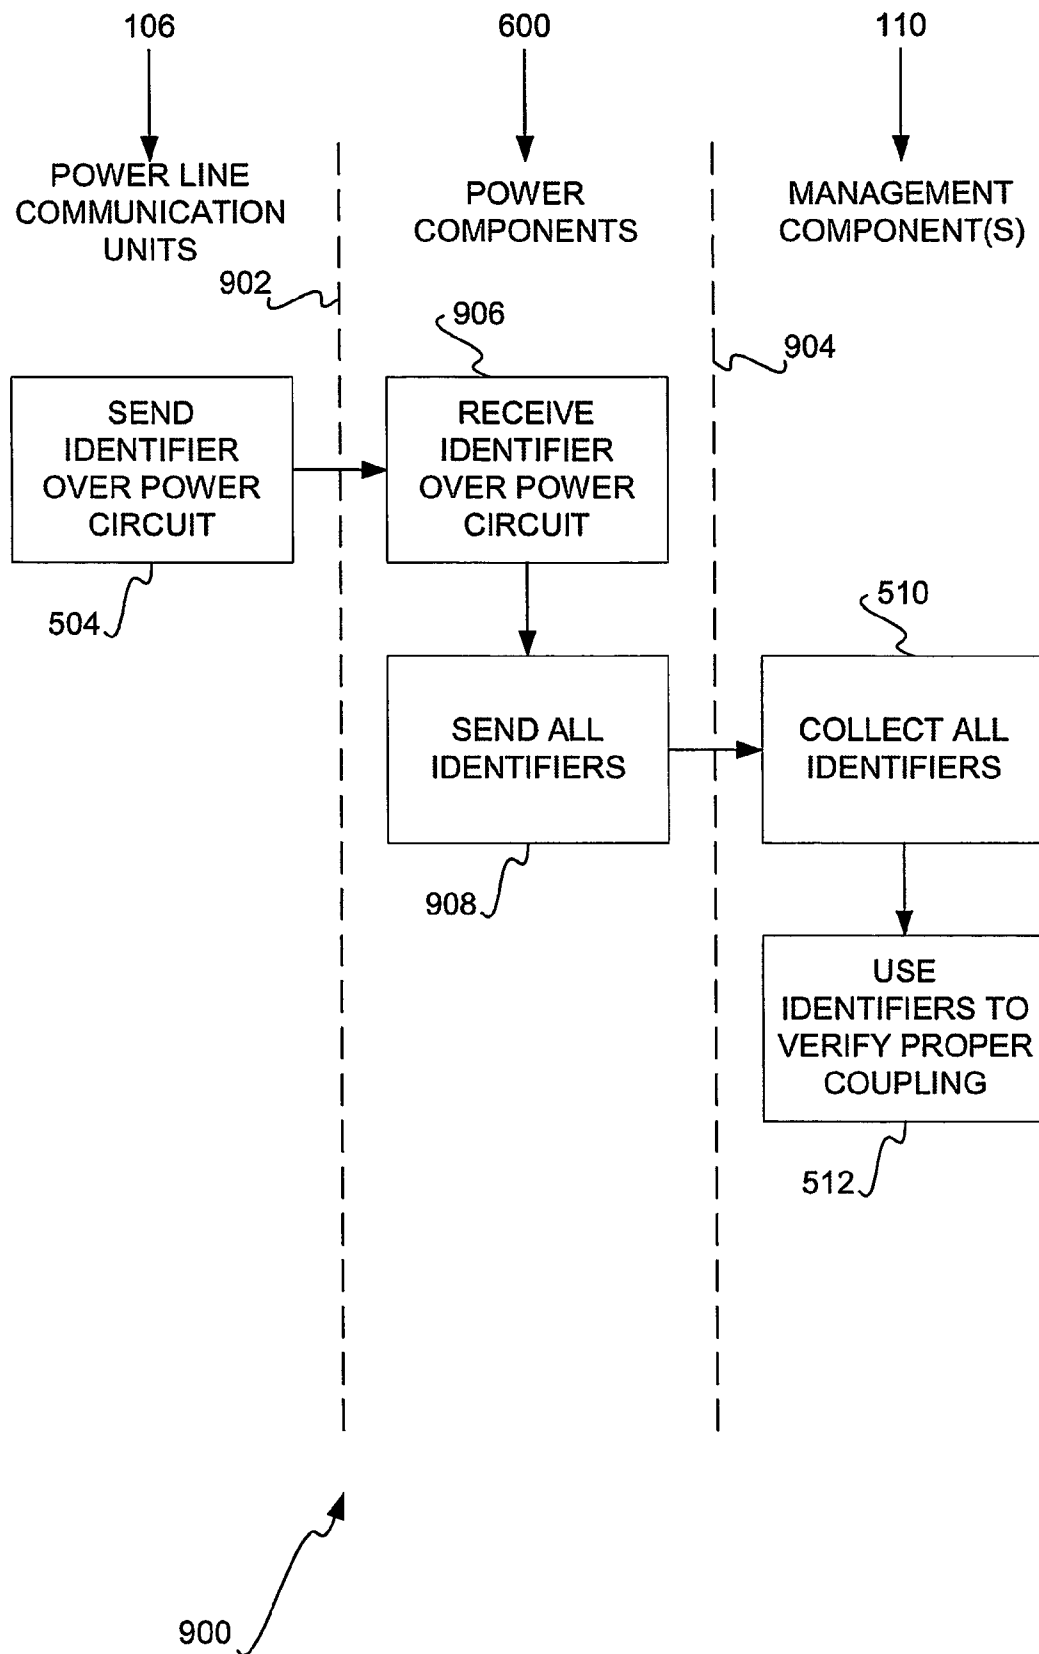 106
600
110
POWER LINE
COMMUNICATION
UNITS
POWER
COMPONENTS
MANAGEMENT
COMPONENT(S)
902
906
904
SEND
IDENTIFIER
OVER POWER
CIRCUIT
RECEIVE
IDENTIFIER
OVER POWER
CIRCUIT
504
510
SEND ALL
IDENTIFIERS
COLLECT ALL
IDENTIFIERS
908
USE
IDENTIFIERS TO
VERIFY PROPER
COUPLING
512
900